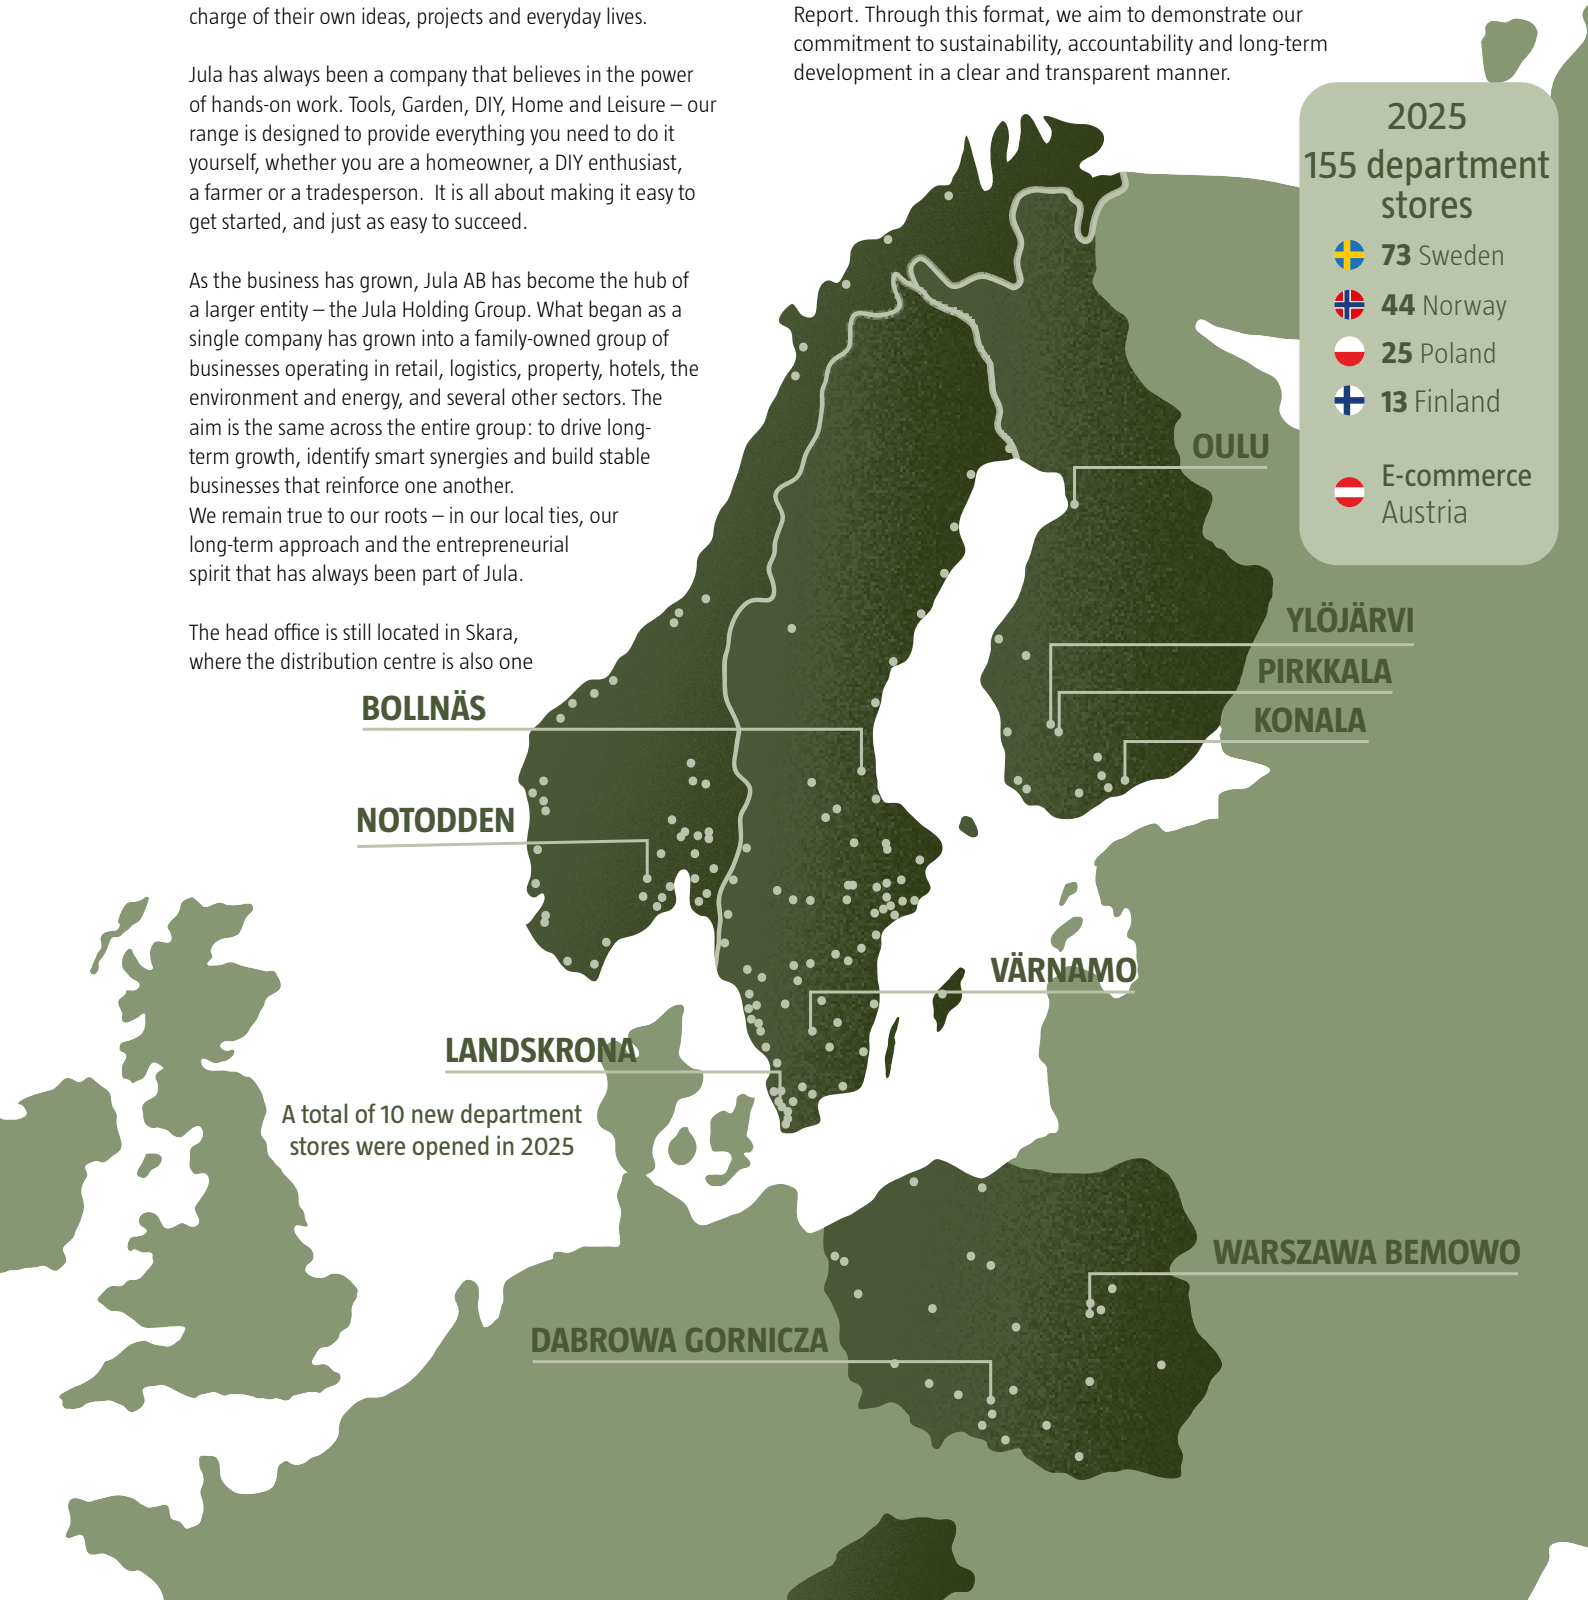 charge of their own ideas, projects and everyday lives.
Jula has always been a company that believes in the power
of hands-on work. Tools, Garden, DIY, Home and Leisure – our
range is designed to provide everything you need to do it
yourself, whether you are a homeowner, a DIY enthusiast,
a farmer or a tradesperson. It is all about making it easy to
get started, and just as easy to succeed.
As the business has grown, Jula AB has become the hub of
a larger entity – the Jula Holding Group. What began as a
single company has grown into a family-owned group of
businesses operating in retail, logistics, property, hotels, the
environment and energy, and several other sectors. The
aim is the same across the entire group: to drive long-
term growth, identify smart synergies and build stable
businesses that reinforce one another.
We remain true to our roots – in our local ties, our
long-term approach and the entrepreneurial
spirit that has always been part of Jula.
The head office is still located in Skara,
where the distribution centre is also one
Report. Through this format, we aim to demonstrate our
commitment to sustainability, accountability and long-term
development in a clear and transparent manner.
2025
155 department
stores
73 Sweden
44 Norway
25 Poland
13 Finland
E-commerce
Austria
OULU
YLÖJÄRVI
PIRKKALA
KONALA
BOLLNÄS
NOTODDEN
VÄRNAMO
LANDSKRONA
A total of 10 new department
stores were opened in 2025
WARSZAWA BEMOWO
DABROWA GORNICZA